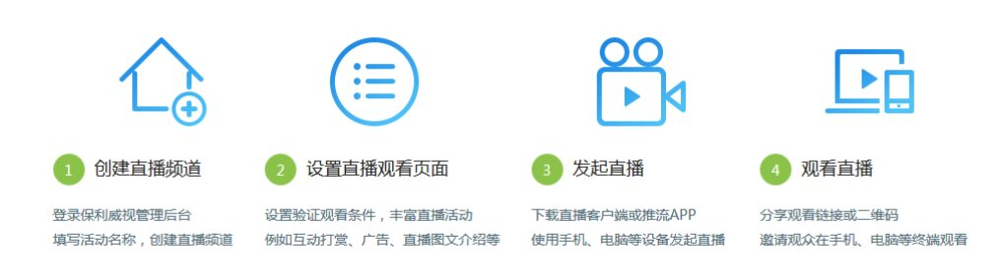 1 创建直播频道
登录保利威视管理后台
填写活动名称，创建直播频道
2 设置直播观看页面
设置验证观看条件，丰富直播活动
例如互动打赏、广告、直播图文介绍等
3 发起直播
下载直播客户端或推流APP
使用手机、电脑等设备发起直播
4 观看直播
分享观看链接或二维码
邀请观众在手机、电脑等终端观看